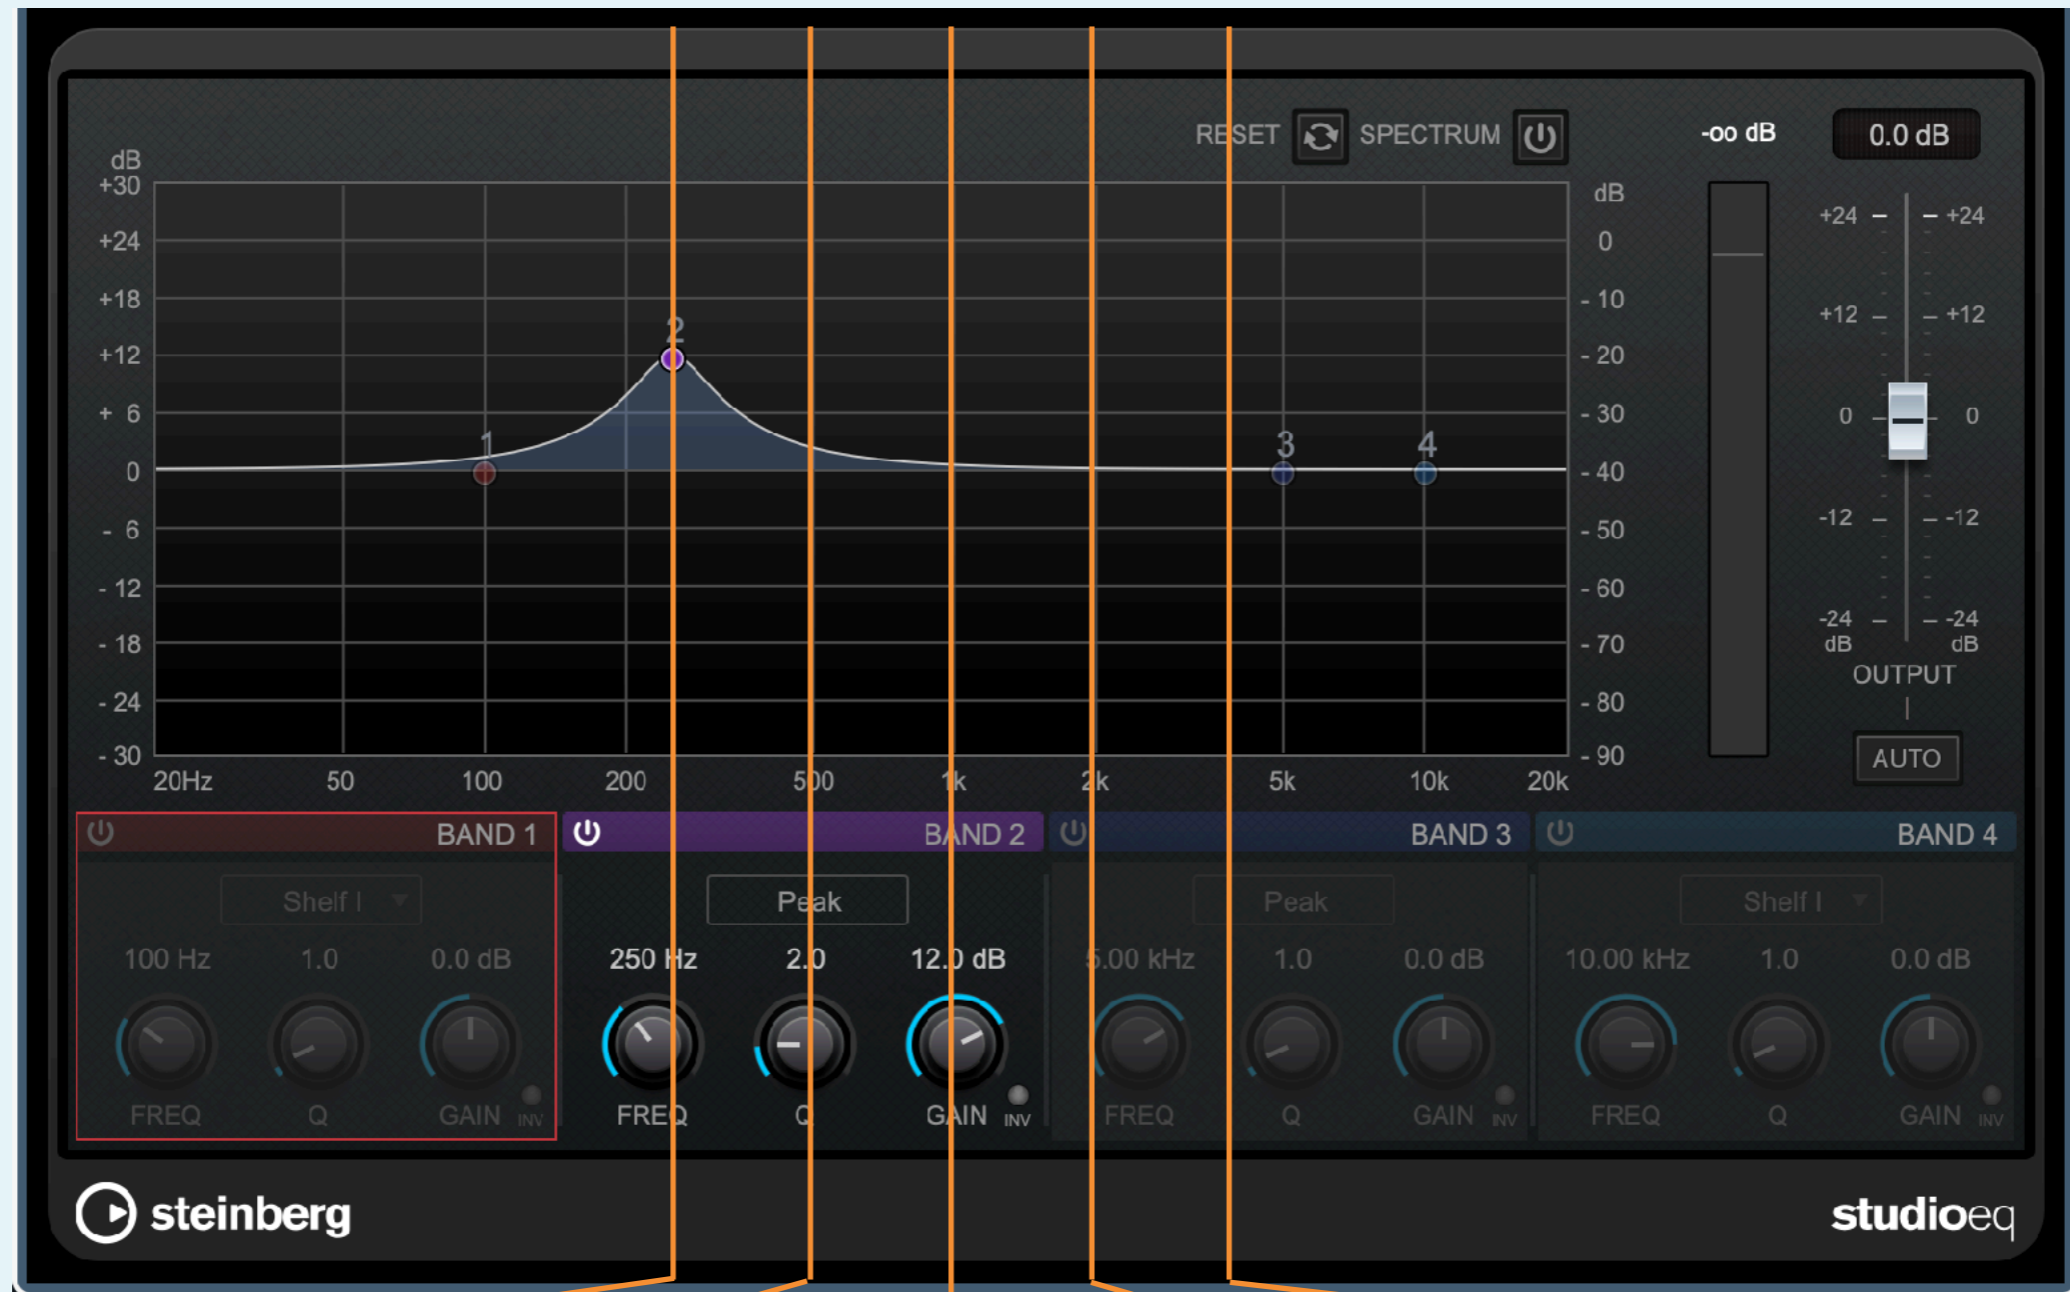 RESET SPECTRUM -oo dB 0.0 dB
dB
+30
+24
+18
+12
+ 6
0
- 6
- 12
- 18
- 24
- 30
2
1
3
4
dB
0
- 10
- 20
- 30
- 40
- 50
- 60
- 70
- 80
- 90
20Hz 50 100 200 500 1k 2k 5k 10k 20k
+24 +24
+12 +12
0 0
-12 -12
-24 -24
dB dB
OUTPUT
AUTO
BAND 1
Shelf I
100 Hz 1.0 0.0 dB
FREQ Q GAIN INV
BAND 2
Peak
250 Hz 2.0 12.0 dB
FREQ Q GAIN INV
BAND 3
Peak
5.00 kHz 1.0 0.0 dB
FREQ Q GAIN INV
BAND 4
Shelf I
10.00 kHz 1.0 0.0 dB
FREQ Q GAIN INV
steinberg
studioeq